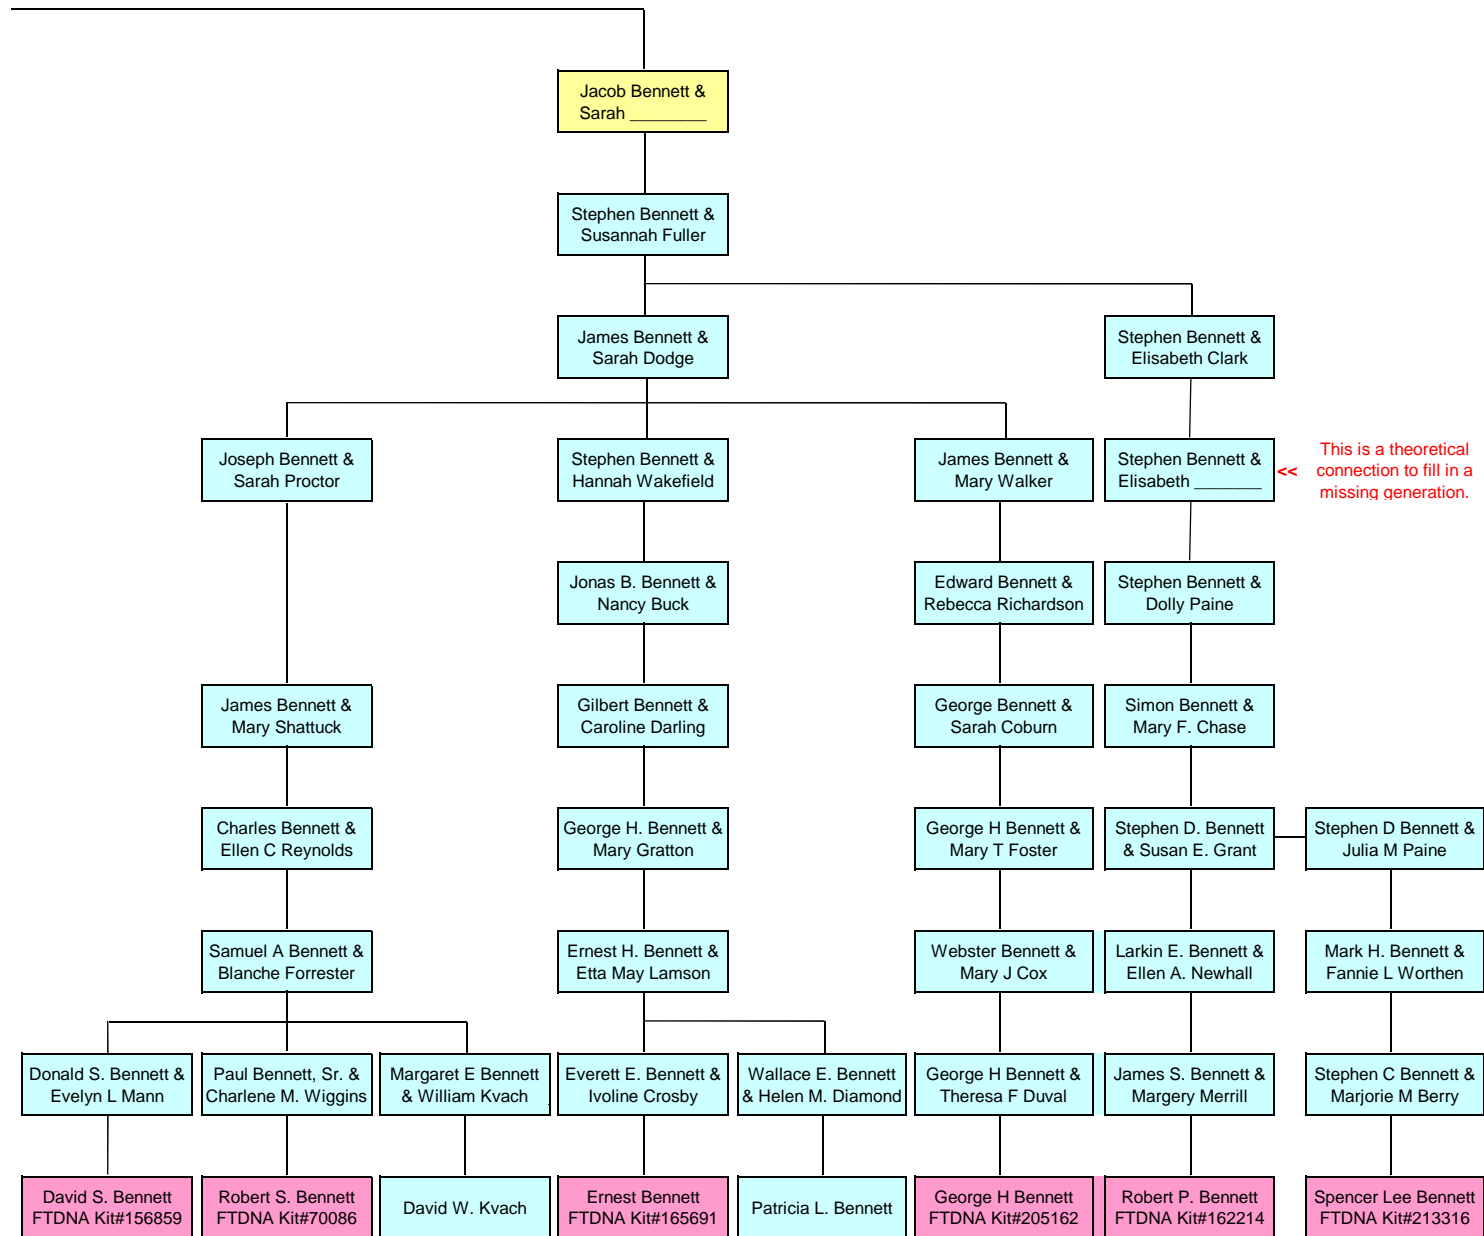 Jacob Bennett &
Sarah ________
Stephen Bennett &
Susannah Fuller
James Bennett &
Sarah Dodge
Stephen Bennett &
Elisabeth Clark
Joseph Bennett &
Sarah Proctor
Stephen Bennett &
Hannah Wakefield
James Bennett &
Mary Walker
Stephen Bennett &
Elisabeth _______
<<
This is a theoretical
connection to fill in a
missing generation.
Jonas B. Bennett &
Nancy Buck
Edward Bennett &
Rebecca Richardson
Stephen Bennett &
Dolly Paine
James Bennett &
Mary Shattuck
Gilbert Bennett &
Caroline Darling
George Bennett &
Sarah Coburn
Simon Bennett &
Mary F. Chase
Charles Bennett &
Ellen C Reynolds
George H. Bennett &
Mary Gratton
George H Bennett &
Mary T Foster
Stephen D. Bennett
& Susan E. Grant
Stephen D Bennett &
Julia M Paine
Samuel A Bennett &
Blanche Forrester
Ernest H. Bennett &
Etta May Lamson
Webster Bennett &
Mary J Cox
Larkin E. Bennett &
Ellen A. Newhall
Mark H. Bennett &
Fannie L Worthen
Donald S. Bennett &
Evelyn L Mann
Paul Bennett, Sr. &
Charlene M. Wiggins
Margaret E Bennett
& William Kvach
Everett E. Bennett &
Ivoline Crosby
Wallace E. Bennett
& Helen M. Diamond
George H Bennett &
Theresa F Duval
James S. Bennett &
Margery Merrill
Stephen C Bennett &
Marjorie M Berry
David S. Bennett
FTDNA Kit#156859
Robert S. Bennett
FTDNA Kit#70086
David W. Kvach
Ernest Bennett
FTDNA Kit#165691
Patricia L. Bennett
George H Bennett
FTDNA Kit#205162
Robert P. Bennett
FTDNA Kit#162214
Spencer Lee Bennett
FTDNA Kit#213316